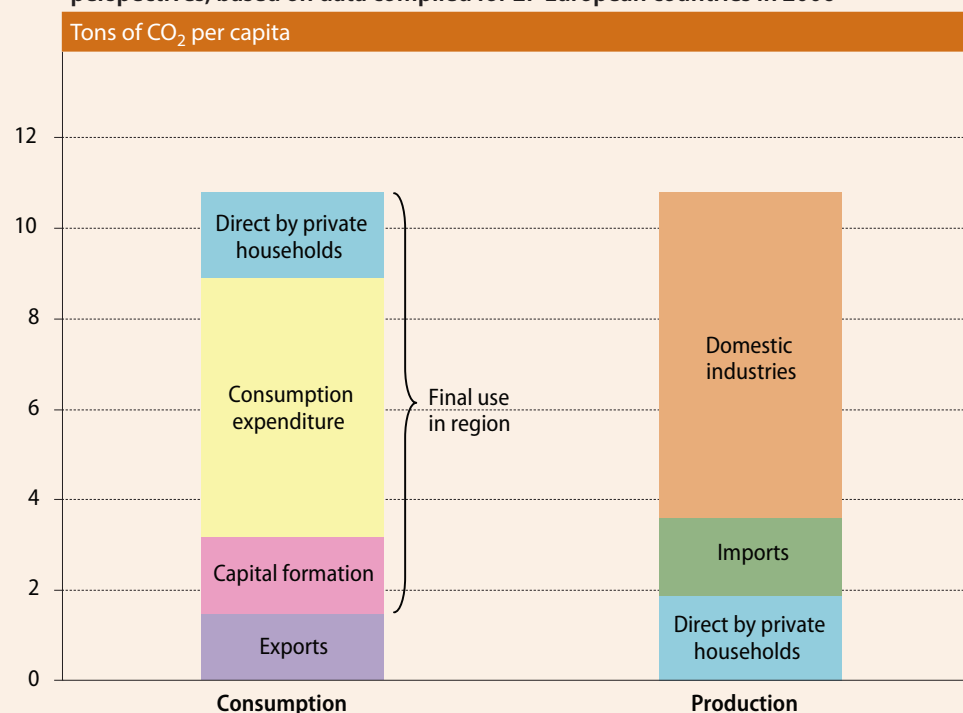 Tons of CO₂ per capita
12
10
8
6
4
2
0
Direct by private
households
Consumption
expenditure
Capital formation
Exports
Final use
in region
Domestic
industries
Imports
Direct by private
households
Consumption
Production